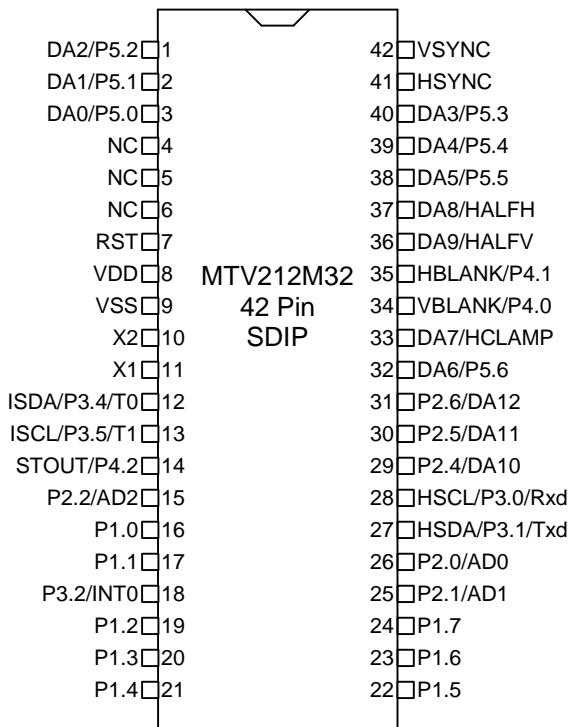 DA2/P5.2 1 42 VSYNC
DA1/P5.1 2 41 HSYNC
DA0/P5.0 3 40 DA3/P5.3
NC 4 39 DA4/P5.4
NC 5 38 DA5/P5.5
NC 6 37 DA8/HALFH
RST 7 36 DA9/HALFV
VDD 8 MTV212M32 35 HBLANK/P4.1
VSS 9 42 Pin 34 VBLANK/P4.0
X2 10 SDIP 33 DA7/HCLAMP
X1 11 32 DA6/P5.6
ISDA/P3.4/T0 12 31 P2.6/DA12
ISCL/P3.5/T1 13 30 P2.5/DA11
STOUT/P4.2 14 29 P2.4/DA10
P2.2/AD2 15 28 HSCL/P3.0/Rxd
P1.0 16 27 HSDA/P3.1/Txd
P1.1 17 26 P2.0/AD0
P3.2/INT0 18 25 P2.1/AD1
P1.2 19 24 P1.7
P1.3 20 23 P1.6
P1.4 21 22 P1.5